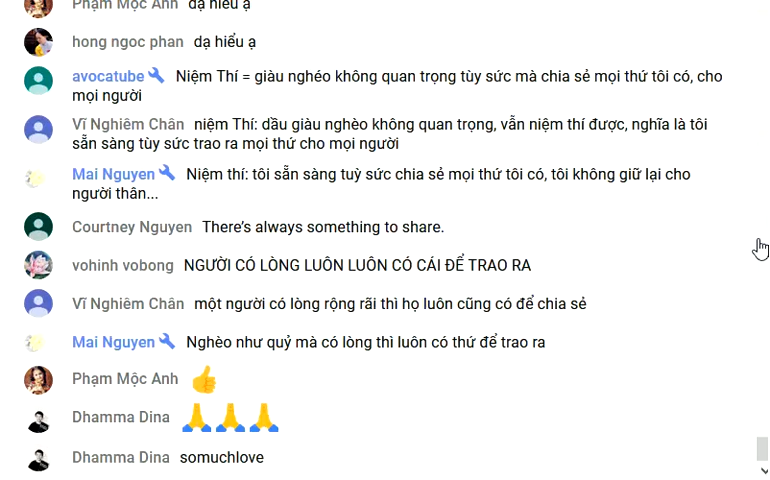 Phạm Mộc Anh dạ hiểu ạ
hong ngoc phan dạ hiểu ạ
avocatube Niệm Thí = giàu nghéo không quan trọng tùy sức mà chia sẻ mọi thứ tôi có, cho
mọi người
Vĩ Nghiêm Chân niệm Thí: dầu giàu nghèo không quan trọng, vẫn niệm thí được, nghĩa là tôi
sẵn sàng tùy sức trao ra mọi thứ cho mọi người
Mai Nguyen Niệm thí: tôi sẵn sàng tuỳ sức chia sẻ mọi thứ tôi có, tôi không giữ lại cho
người thân...
Courtney Nguyen There’s always something to share.
vohinh vobong NGƯỜI CÓ LÒNG LUÔN LUÔN CÓ CÁI ĐỂ TRAO RA
Vĩ Nghiêm Chân một người có lòng rộng rãi thì họ luôn cũng có để chia sẻ
Mai Nguyen Nghèo như quỷ mà có lòng thì luôn có thứ để trao ra
Phạm Mộc Anh 👍
Dhamma Dina 🙏🙏🙏
Dhamma Dina somuchlove